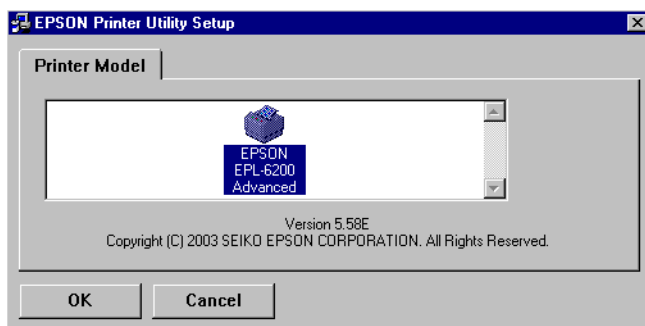 EPSON Printer Utility Setup
Printer Model
EPSON
EPL-6200
Advanced
Version 5.58E
Copyright (C) 2003 SEIKO EPSON CORPORATION. All Rights Reserved.
OK Cancel